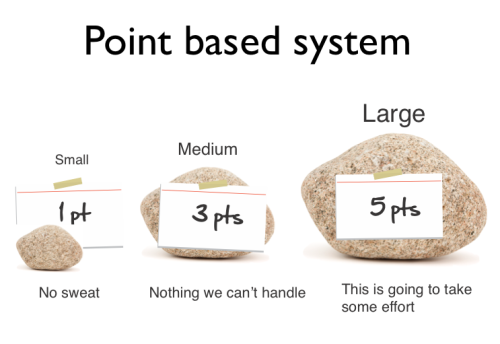 Point based system
Small
Medium
Large
1 pt
3 pts
5 pts
No sweat
Nothing we can't handle
This is going to take
some effort